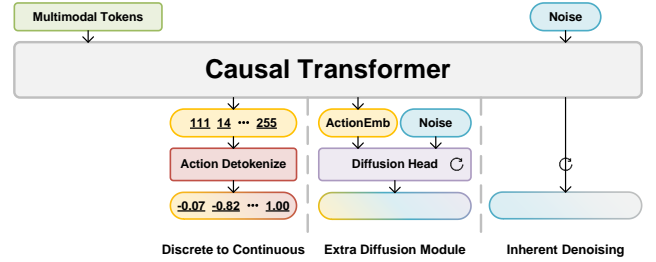 Multimodal Tokens
Noise
Causal Transformer
111 14 ··· 255
ActionEmb
Noise
Action Detokenize
Diffusion Head
-0.07 -0.82 ··· 1.00
Discrete to Continuous
Extra Diffusion Module
Inherent Denoising